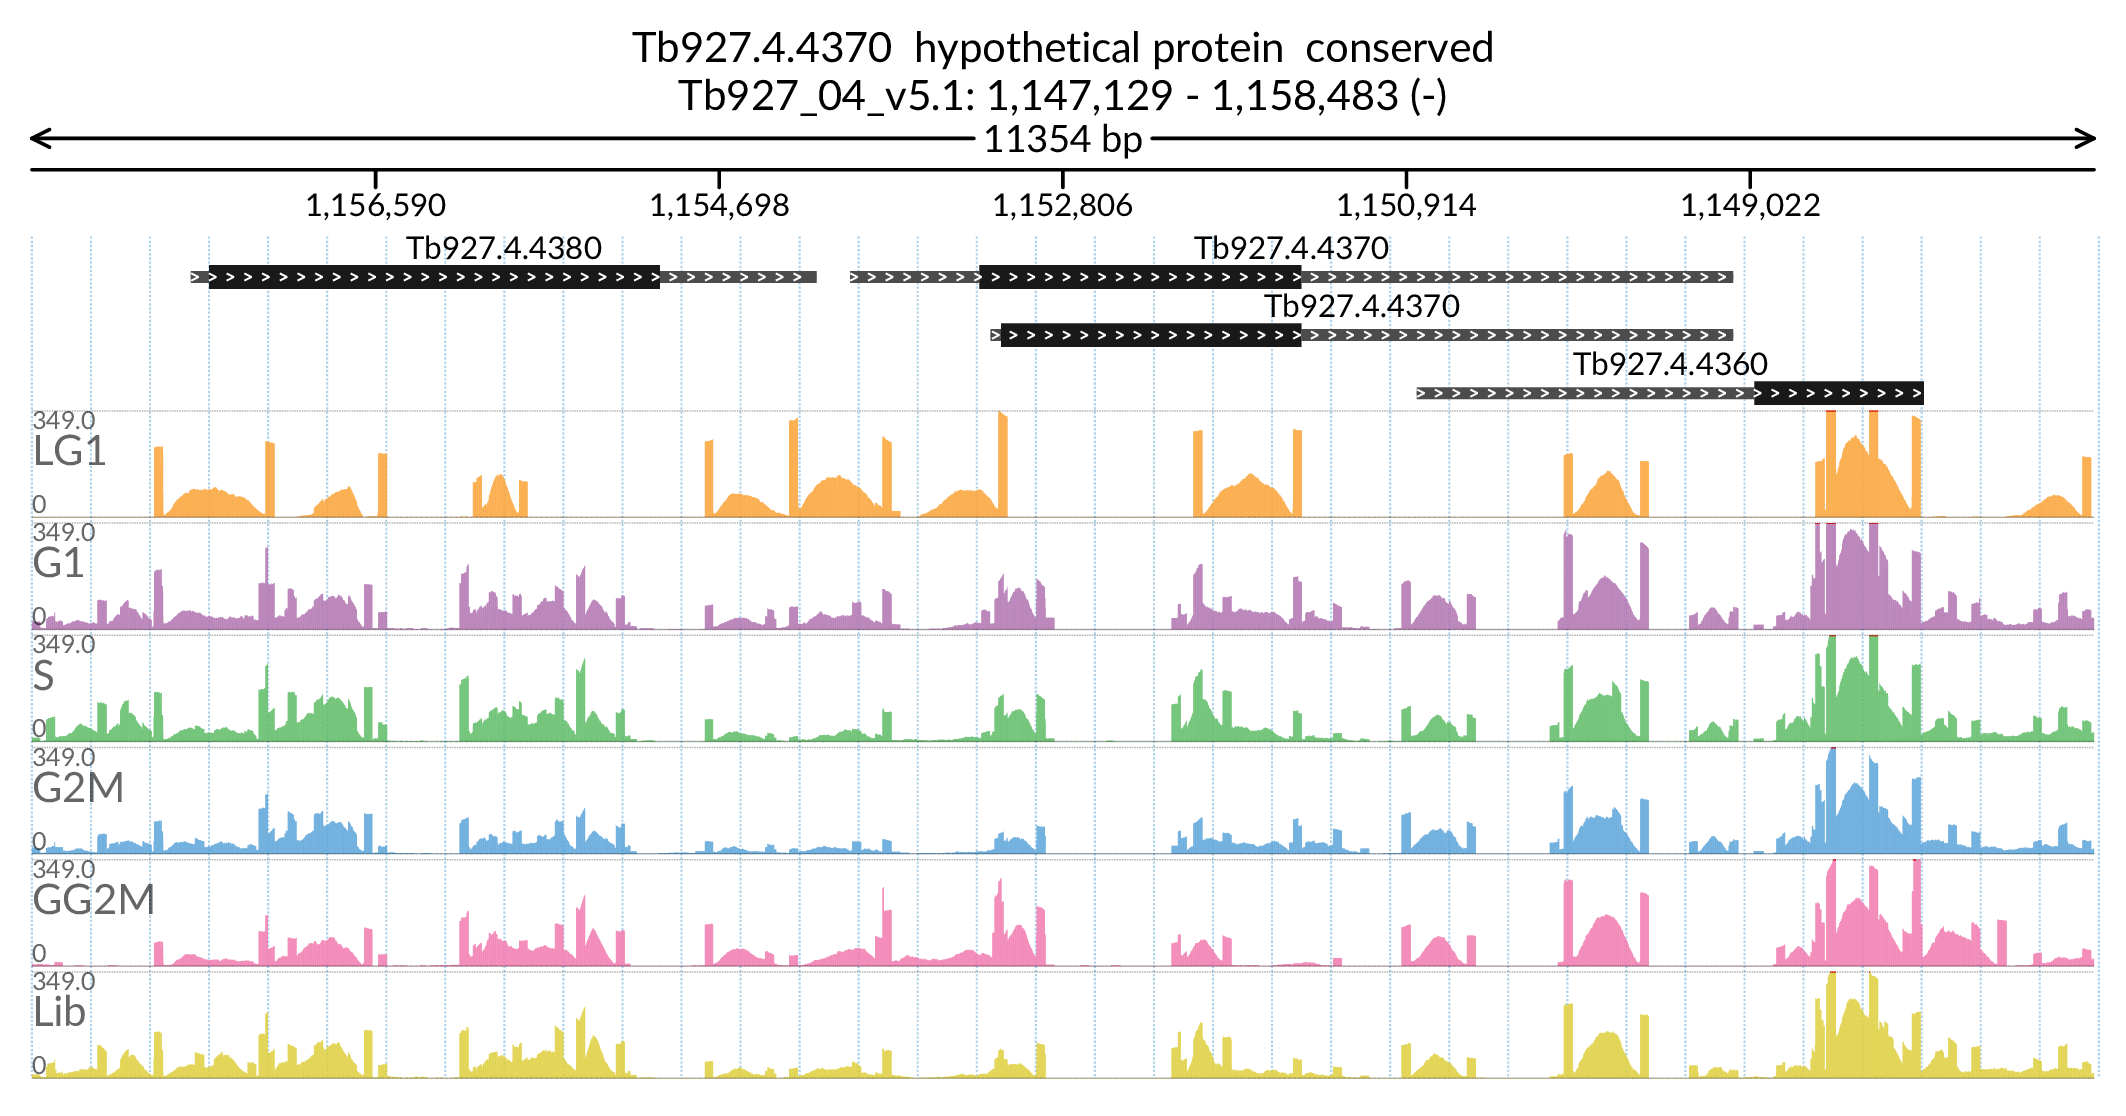 Tb927.4.4370  hypothetical protein  conserved
Tb927_04_v5.1: 1,147,129 - 1,158,483 (-)
11354 bp
1,156,590 1,154,698 1,152,806 1,150,914 1,149,022
Tb927.4.4380 Tb927.4.4370
Tb927.4.4370
Tb927.4.4360
349.0
LG1
0
349.0
G1
0
349.0
S
0
349.0
G2M
0
349.0
GG2M
0
349.0
Lib
0